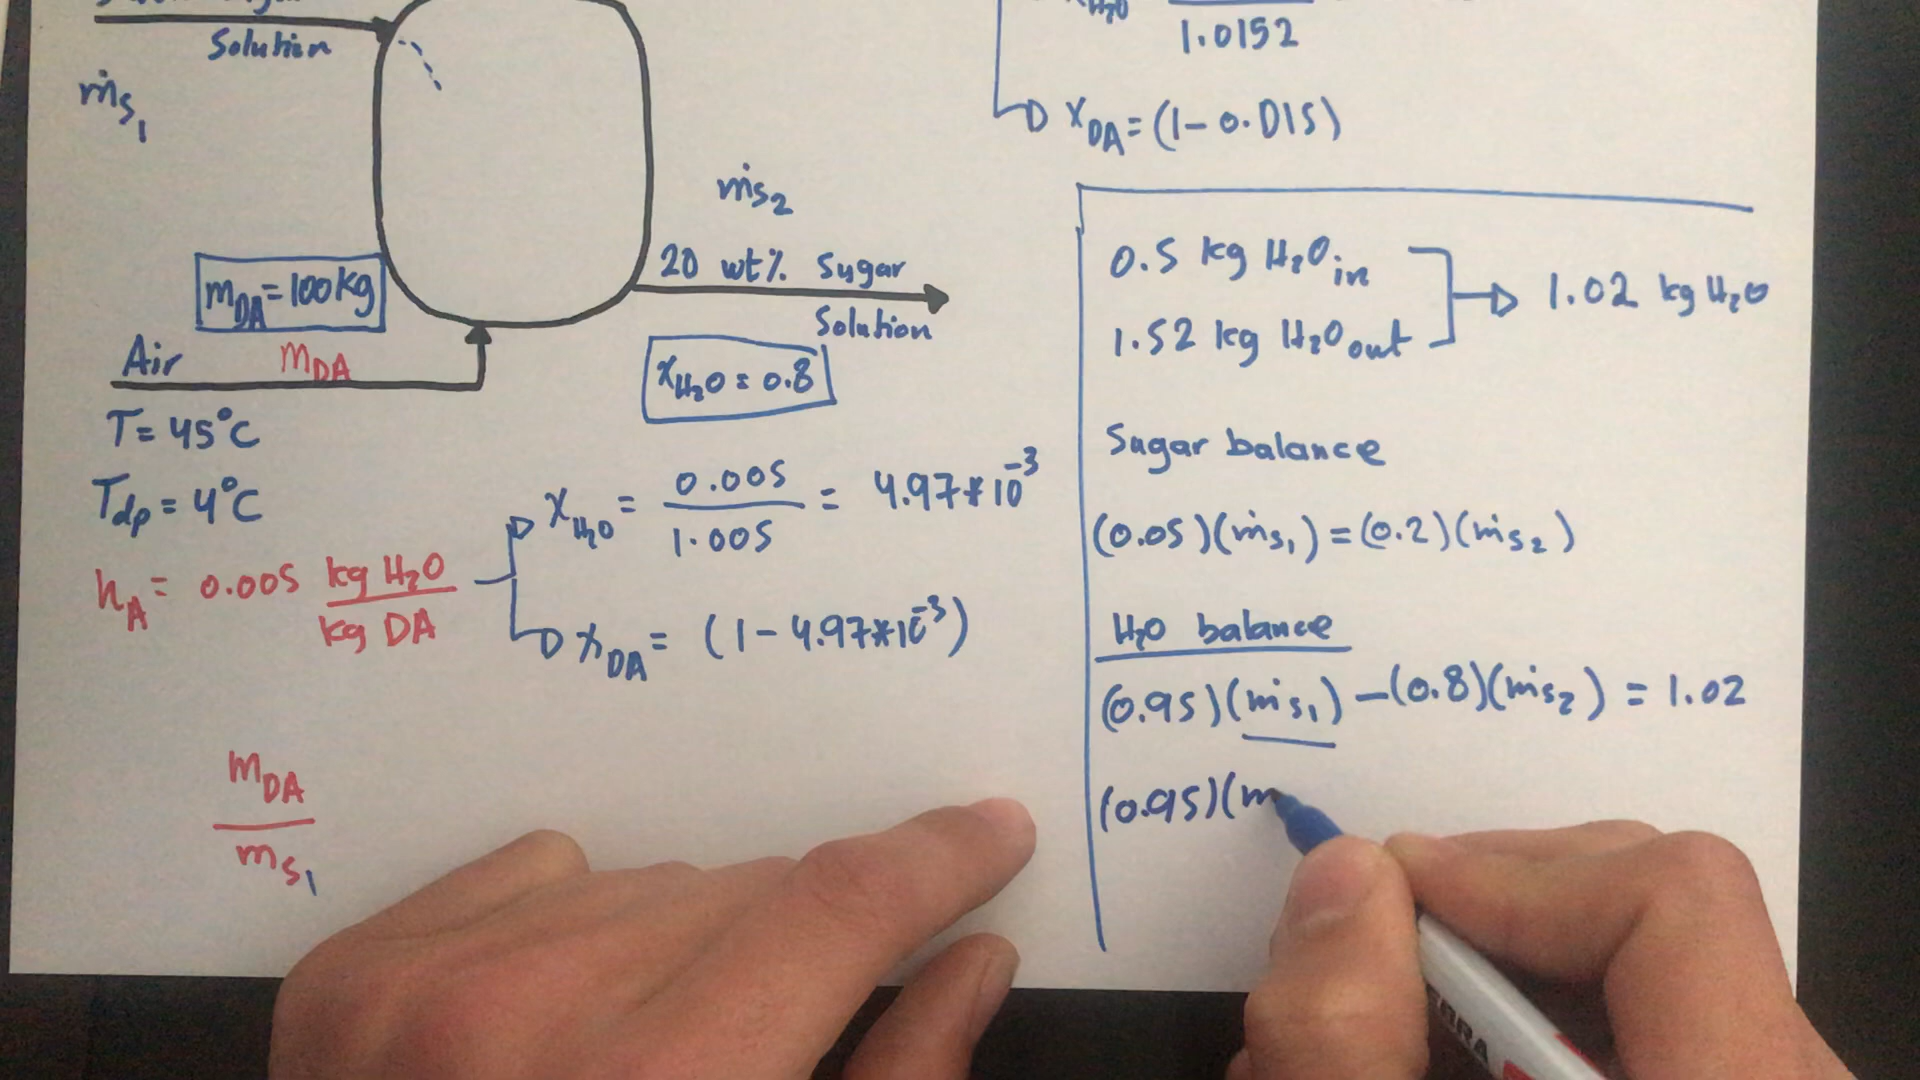 Solution
ṁS1
mDA=100kg
Air mDA
T= 45°C
Tdp = 4°C
hA = 0.005 kg H2O / kg DA
xH2O = 0.005 / 1.005 = 4.97*10^-3
xDA = (1-4.97*10^-3)
mDA / mS1
ṁS2
20 wt% Sugar
Solution
xH2O = 0.8
H2O
1.0152
xDA=(1-0.015)
0.5 kg H2O in
1.52 kg H2O out
1.02 kg H2O
Sugar balance
(0.05)(ṁS1)=(0.2)(ṁS2)
H2O balance
(0.95)(ṁS1)-(0.8)(ṁS2) = 1.02
(0.95)(m